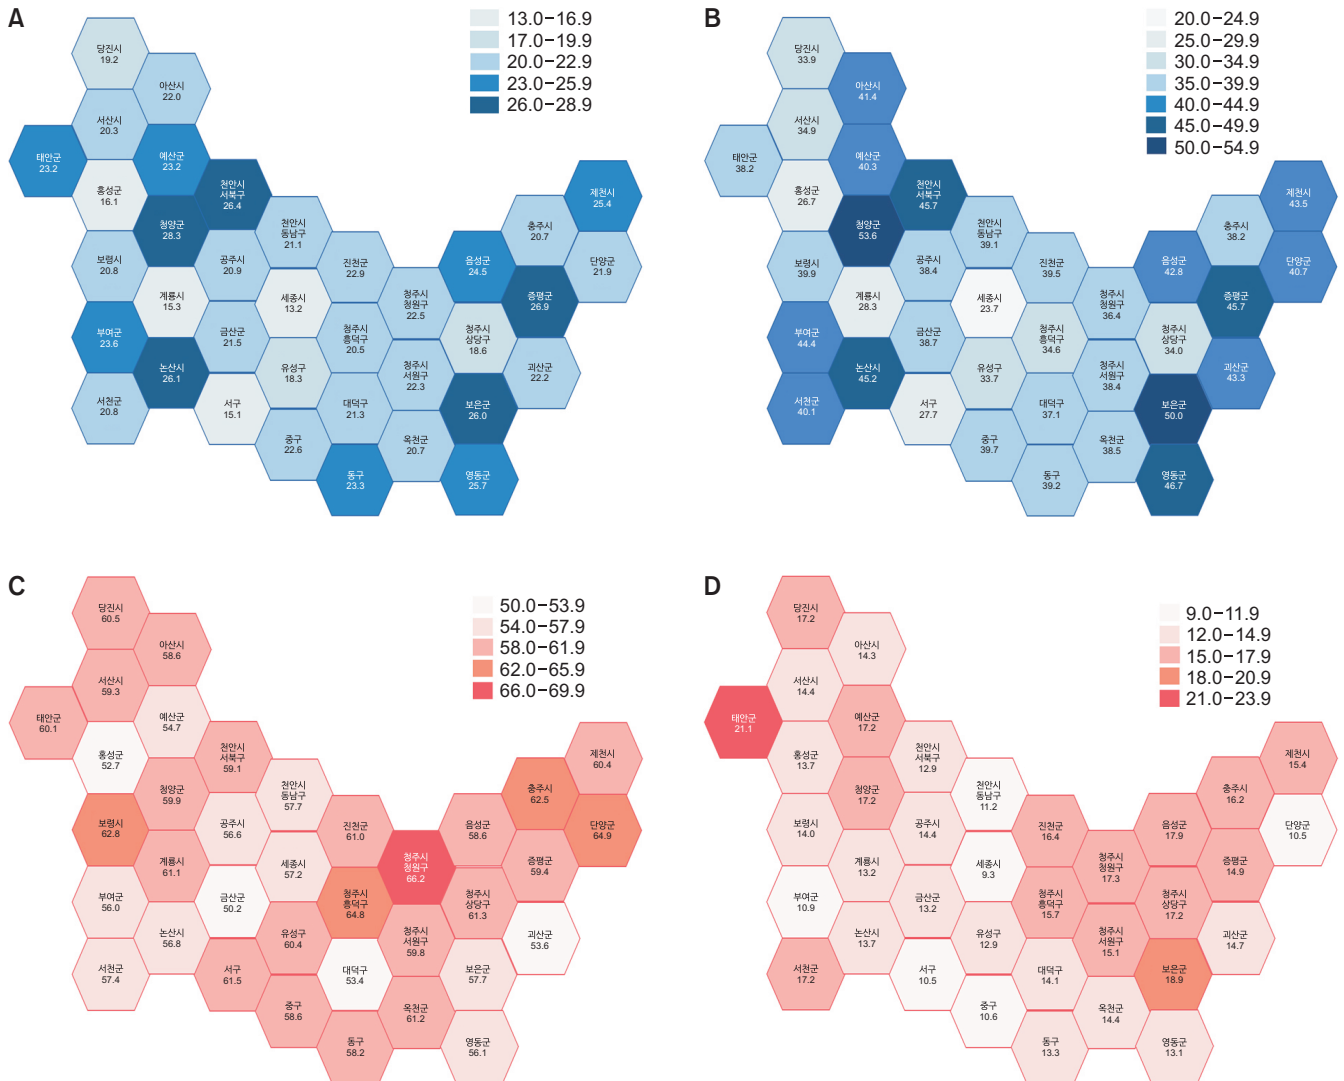 A
13.0–16.9
17.0–19.9
20.0–22.9
23.0–25.9
26.0–28.9
당진시
19.2
아산시
22.0
서산시
20.3
태안군
23.2
예산군
23.2
천안시
서북구
26.4
홍성군
16.1
청양군
28.3
천안시
동남구
21.1
제천시
25.4
충주시
20.7
보령시
20.8
공주시
20.9
진천군
22.9
음성군
24.5
단양군
21.9
계룡시
15.3
세종시
13.2
청주시
청원구
22.5
증평군
26.9
부여군
23.6
금산군
21.5
청주시
흥덕구
20.5
청주시
상당구
18.6
논산시
26.1
유성구
18.3
청주시
서원구
22.3
괴산군
22.2
서천군
20.8
서구
15.1
대덕구
21.3
보은군
26.0
중구
22.6
옥천군
20.7
동구
23.3
영동군
25.7
B
20.0–24.9
25.0–29.9
30.0–34.9
35.0–39.9
40.0–44.9
45.0–49.9
50.0–54.9
당진시
33.9
아산시
41.4
서산시
34.9
태안군
38.2
예산군
40.3
천안시
서북구
45.7
홍성군
26.7
청양군
53.6
천안시
동남구
39.1
제천시
43.5
충주시
38.2
보령시
39.9
공주시
38.4
진천군
39.5
음성군
42.8
단양군
40.7
계룡시
28.3
세종시
23.7
청주시
청원구
36.4
증평군
45.7
부여군
44.4
금산군
38.7
청주시
흥덕구
34.6
청주시
상당구
34.0
논산시
45.2
유성구
33.7
청주시
서원구
38.4
괴산군
43.3
서천군
40.1
서구
27.7
대덕구
37.1
보은군
50.0
중구
39.7
옥천군
38.5
동구
39.2
영동군
46.7
C
50.0–53.9
54.0–57.9
58.0–61.9
62.0–65.9
66.0–69.9
당진시
60.5
아산시
58.6
서산시
59.3
태안군
60.1
예산군
54.7
천안시
서북구
59.1
홍성군
52.7
청양군
59.9
천안시
동남구
57.7
제천시
60.4
충주시
62.5
보령시
62.8
공주시
56.6
진천군
61.0
음성군
58.6
단양군
64.9
계룡시
61.1
세종시
57.2
청주시
청원구
66.2
증평군
59.4
부여군
56.0
금산군
50.2
청주시
흥덕구
64.8
청주시
상당구
61.3
논산시
56.8
유성구
60.4
청주시
서원구
59.8
괴산군
53.6
서천군
57.4
서구
61.5
대덕구
53.4
보은군
57.7
중구
58.6
옥천군
61.2
동구
58.2
영동군
56.1
D
9.0–11.9
12.0–14.9
15.0–17.9
18.0–20.9
21.0–23.9
당진시
17.2
아산시
14.3
서산시
14.4
태안군
21.1
예산군
17.2
천안시
서북구
12.9
홍성군
13.7
청양군
17.2
천안시
동남구
11.2
제천시
15.4
충주시
16.2
보령시
14.0
공주시
14.4
진천군
16.4
음성군
17.9
단양군
10.5
계룡시
13.2
세종시
9.3
청주시
청원구
17.3
증평군
14.9
부여군
10.9
금산군
13.2
청주시
흥덕구
15.7
청주시
상당구
17.2
논산시
13.7
유성구
12.9
청주시
서원구
15.1
괴산군
14.7
서천군
17.2
서구
10.5
대덕구
14.1
보은군
18.9
중구
10.6
옥천군
14.4
동구
13.3
영동군
13.1